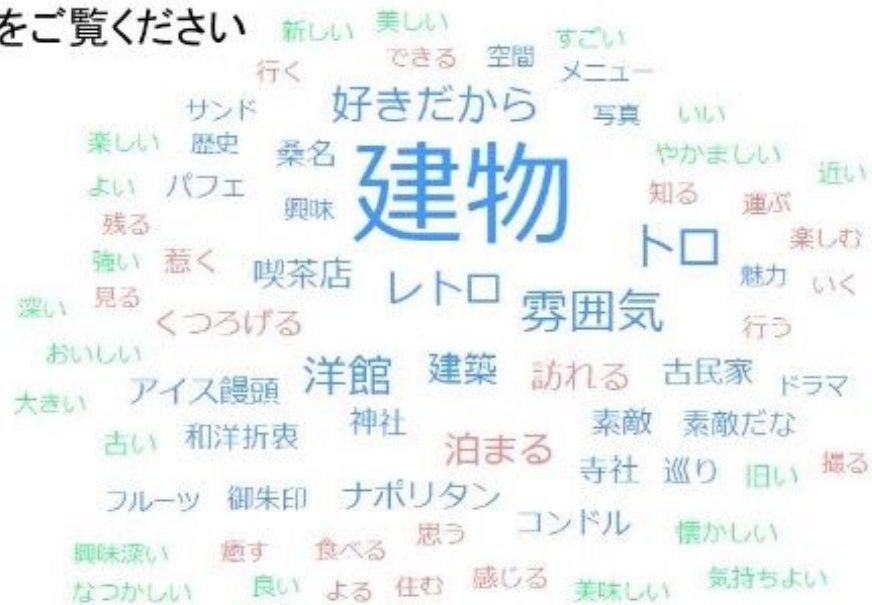 をご覧ください
新しい 美しい すごい
行く できる 空間 メニュー
サンド 好きだから 写真 いい
楽しい 歴史 桑名 建物 やかましい 近い
よい パフェ 興味 知る 運ぶ
残る トロ 楽しむ
強い 惹く 喫茶店 レトロ 雰囲気 魅力 いく
深い 見る くつろげる 行う
おいしい 洋館 建築 訪れる 古民家 ドラマ
大きい アイス饅頭 神社 素敵 素敵だな
古い 和洋折衷 泊まる 寺社 巡り 旧い 撮る
フルーツ 御朱印 ナポリタン コンドル 懐かしい
興味深い 癒す 食べる 思う
なつかしい 良い よる 住む 感じる 美味しい 気持ちよい